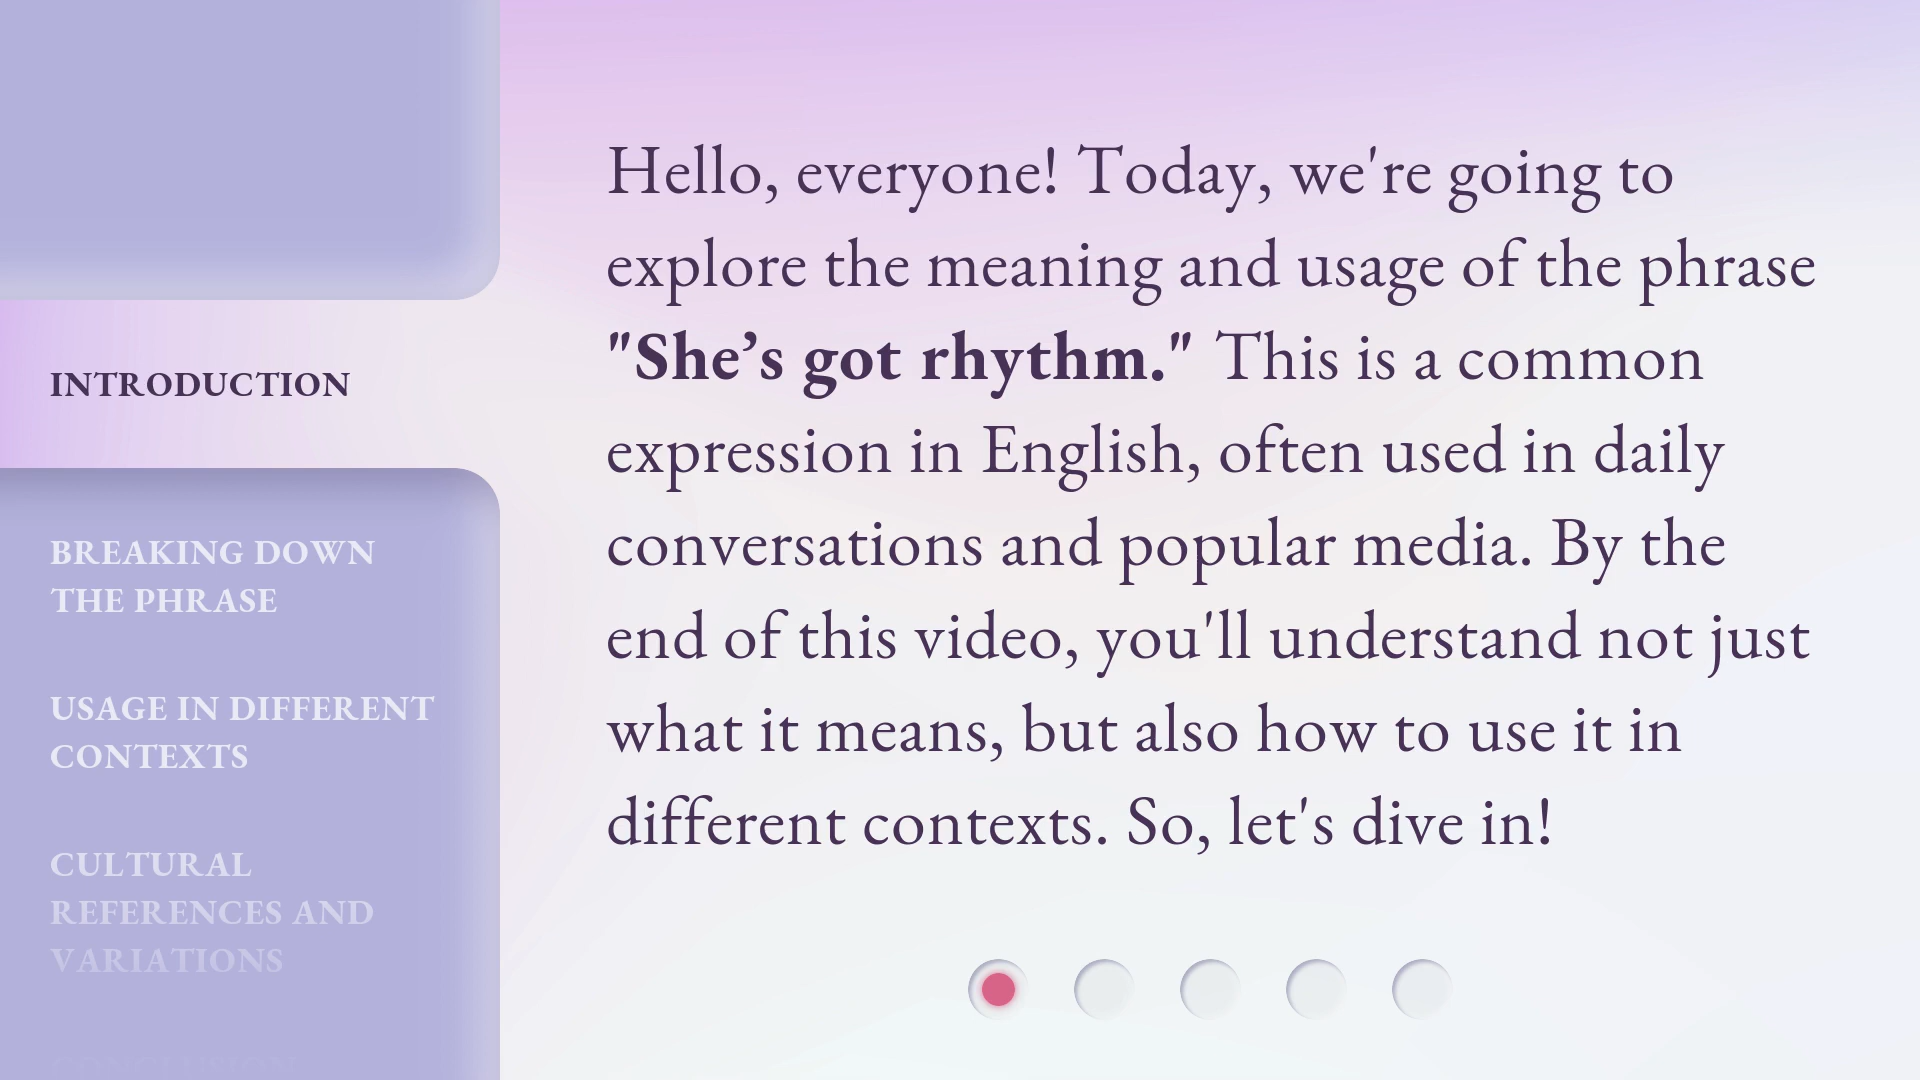 INTRODUCTION
BREAKING DOWN
THE PHRASE
USAGE IN DIFFERENT
CONTEXTS
CULTURAL
REFERENCES AND
VARIATIONS
CONCLUSION
Hello, everyone! Today, we're going to
explore the meaning and usage of the phrase
"She’s got rhythm." This is a common
expression in English, often used in daily
conversations and popular media. By the
end of this video, you'll understand not just
what it means, but also how to use it in
different contexts. So, let's dive in!